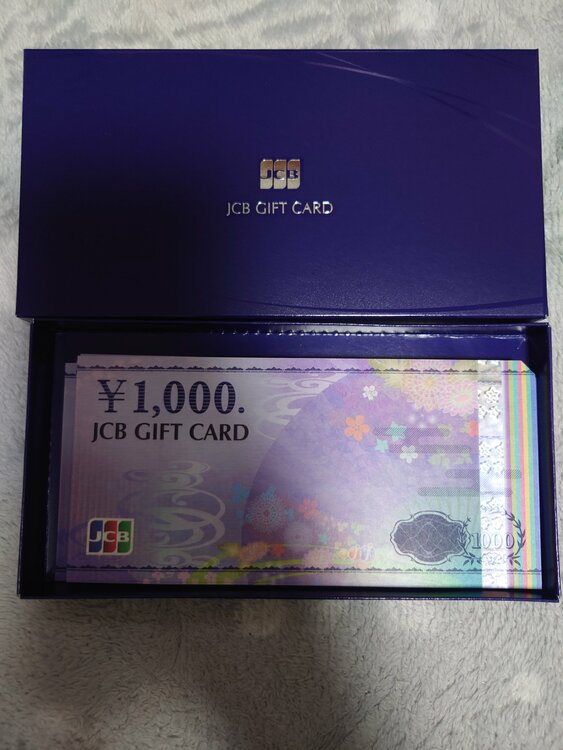 JCB
JCB GIFT CARD
¥1,000.
JCB GIFT CARD
JCB
1000